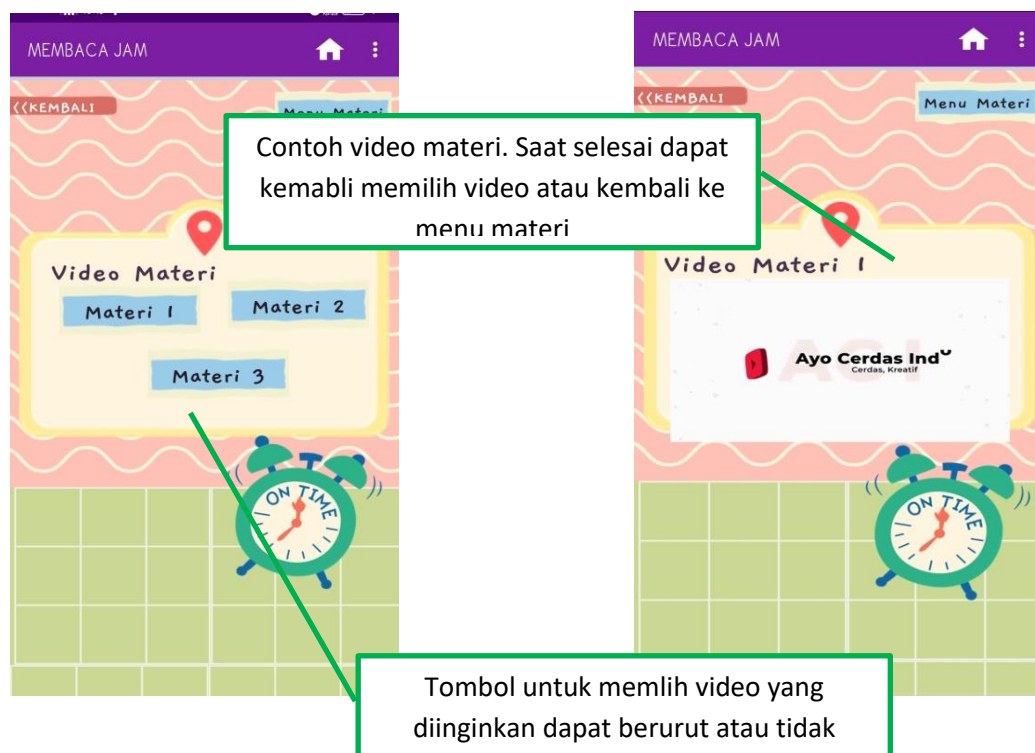 MEMBACA JAM
<<KEMBALI
Menu Materi
Video Materi
Materi 1
Materi 2
Materi 3
ON TIME
Contoh video materi. Saat selesai dapat
kemabli memilih video atau kembali ke
menu materi
MEMBACA JAM
<<KEMBALI
Menu Materi
Video Materi 1
Ayo Cerdas Indo
Cerdas, Kreatif
ON TIME
Tombol untuk memlih video yang
diinginkan dapat berurut atau tidak